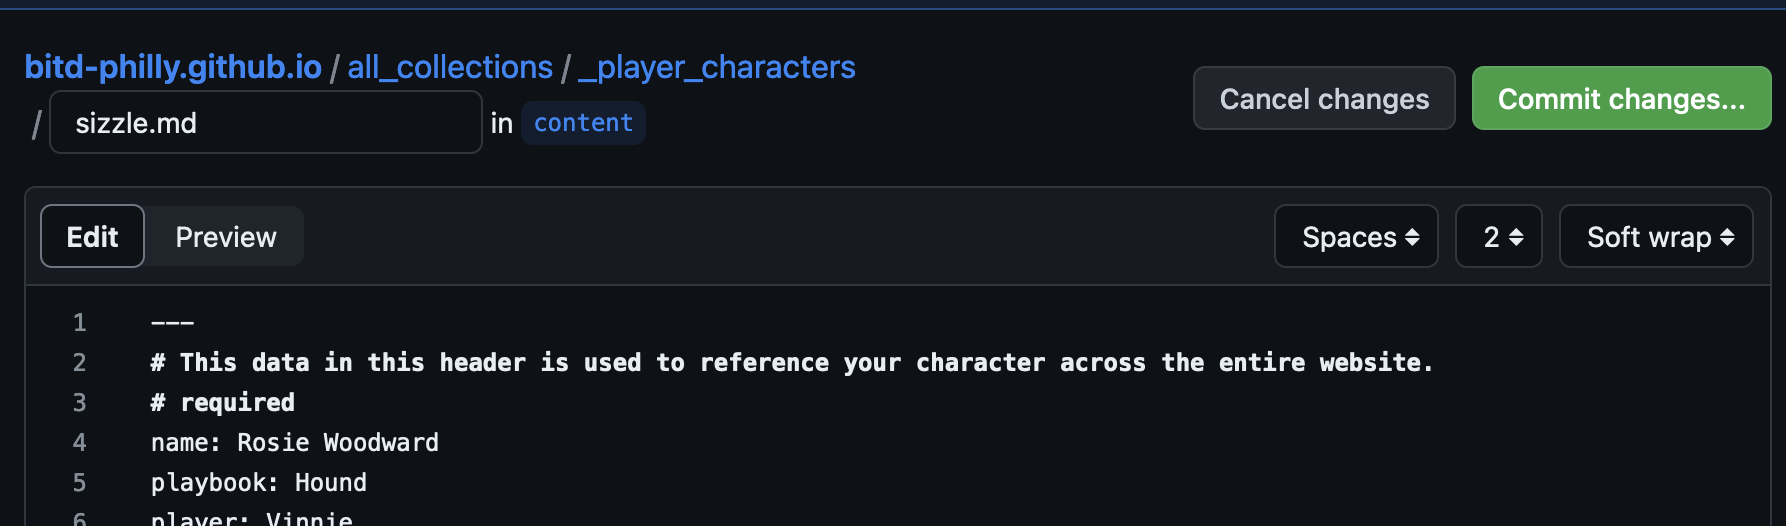 bitd-philly.github.io / all_collections / _player_characters
/ sizzle.md in content
Cancel changes Commit changes...
Edit Preview Spaces 2 Soft wrap
1 ---
2 # This data in this header is used to reference your character across the entire website.
3 # required
4 name: Rosie Woodward
5 playbook: Hound
6 player: Vinnie